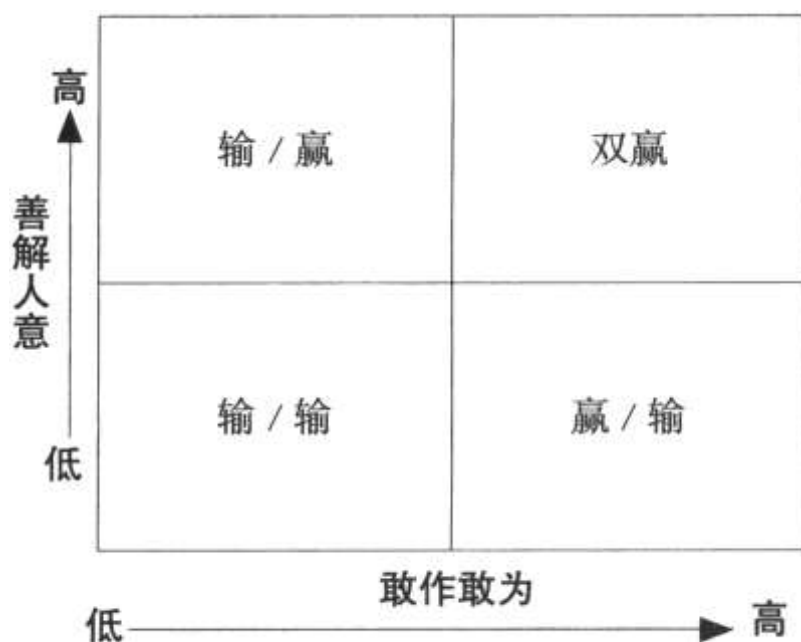 高
输 / 赢
双赢
善解人意
输 / 输
赢 / 输
低
敢作敢为
低
高